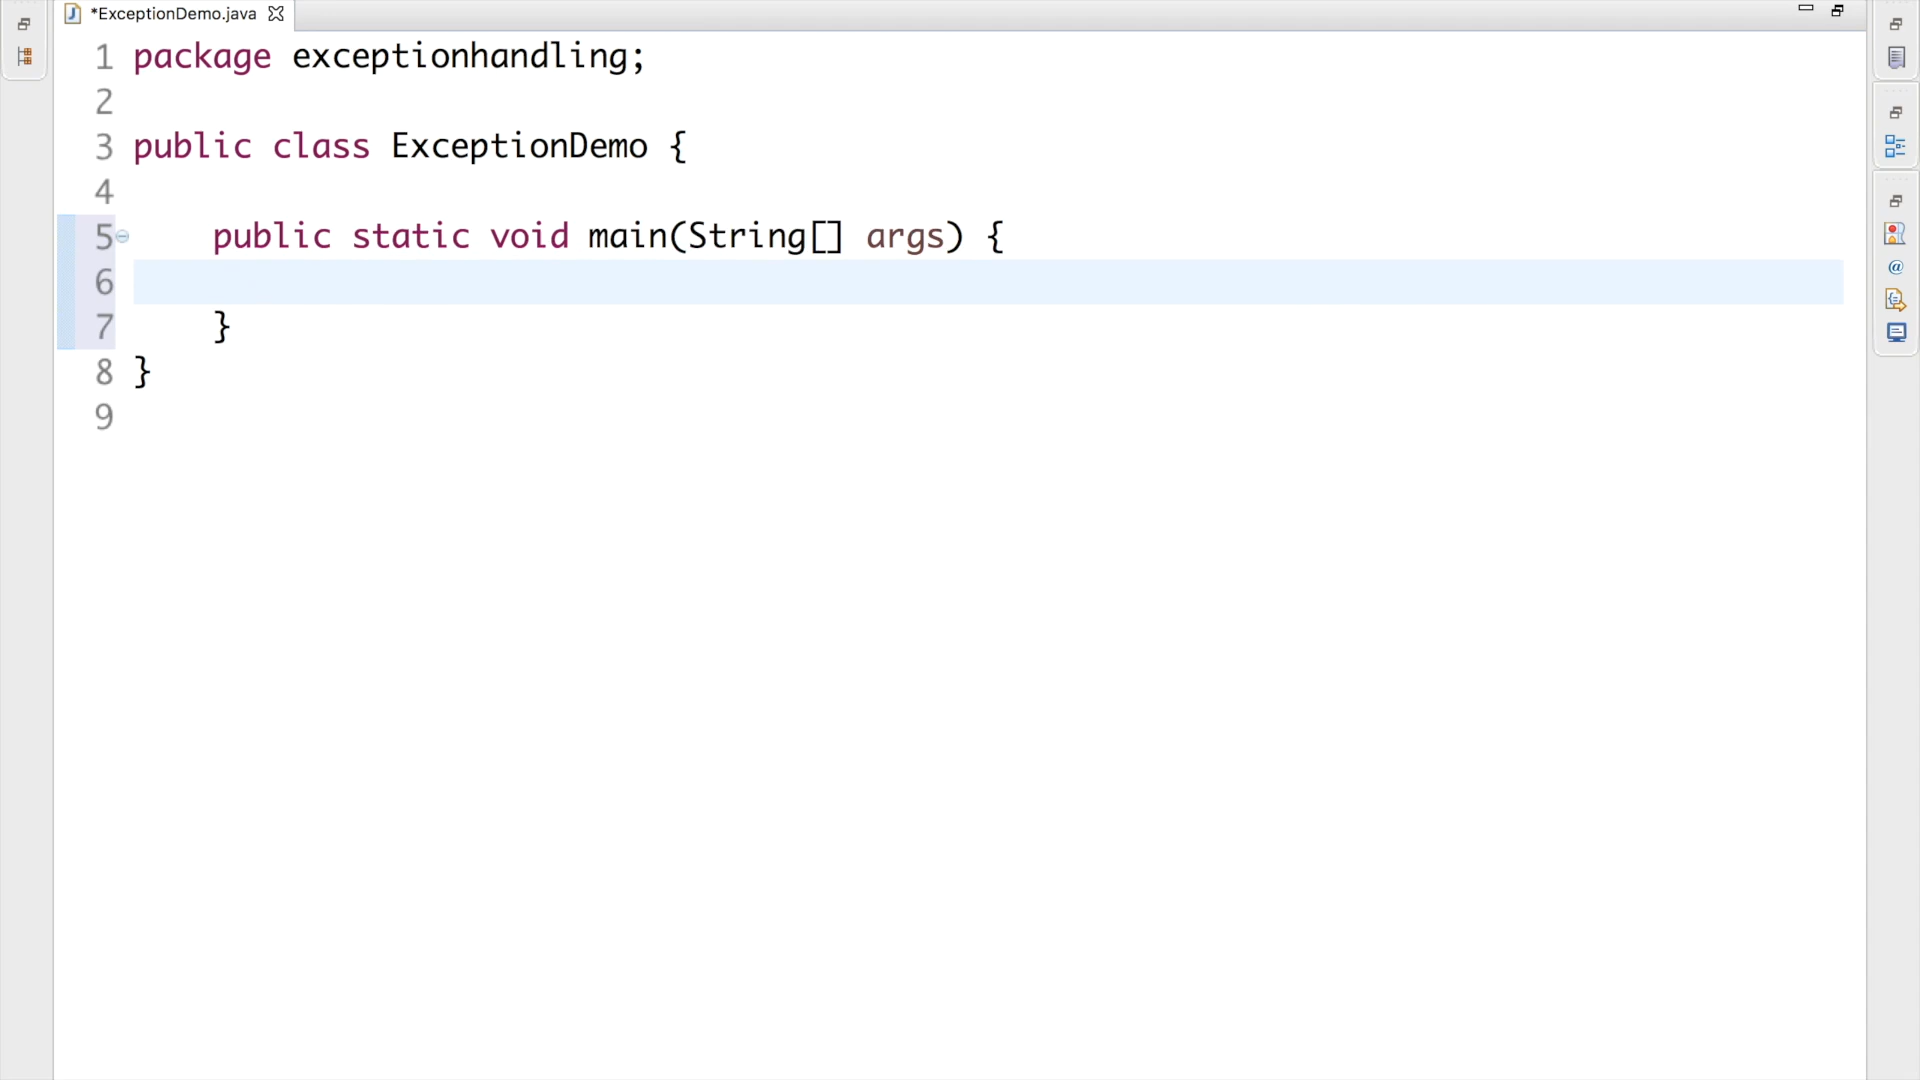 *ExceptionDemo.java
1 package exceptionhandling;
2
3 public class ExceptionDemo {
4
5 public static void main(String[] args) {
6
7 }
8 }
9